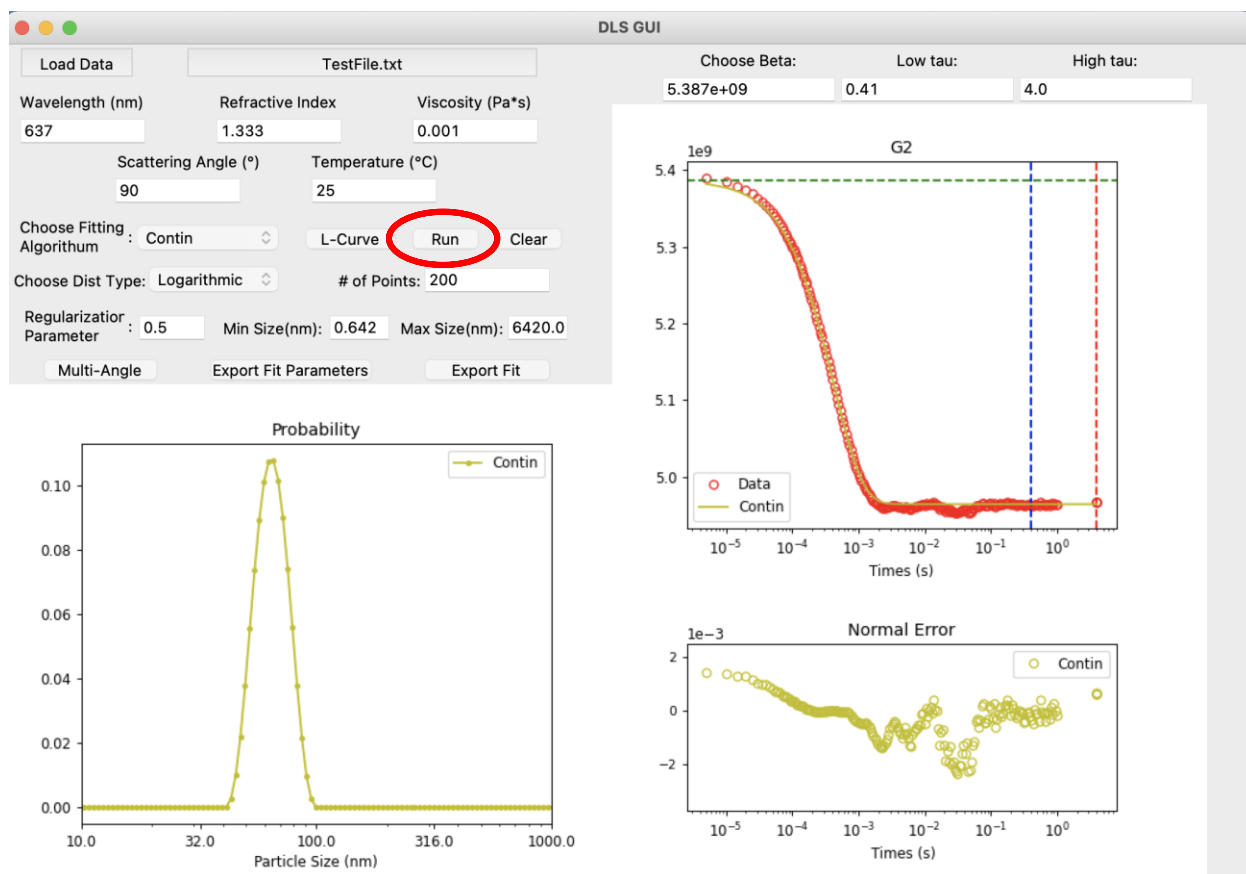 DLS GUI
Load Data
TestFile.txt
Choose Beta:
Low tau:
High tau:
5.387e+09
0.41
4.0
Wavelength (nm)
Refractive Index
Viscosity (Pa*s)
637
1.333
0.001
Scattering Angle (°)
Temperature (°C)
90
25
Choose Fitting
Algorithum
:
Contin
L-Curve
Run
Clear
Choose Dist Type:
Logarithmic
# of Points:
200
Regularizatior
Parameter
:
0.5
Min Size(nm):
0.642
Max Size(nm):
6420.0
Multi-Angle
Export Fit Parameters
Export Fit
G2
1e9
5.4
5.3
5.2
5.1
5.0
Data
Contin
10⁻⁵
10⁻⁴
10⁻³
10⁻²
10⁻¹
10⁰
Times (s)
Probability
Contin
0.10
0.08
0.06
0.04
0.02
0.00
10.0
32.0
100.0
316.0
1000.0
Particle Size (nm)
Normal Error
1e−3
Contin
2
0
−2
10⁻⁵
10⁻⁴
10⁻³
10⁻²
10⁻¹
10⁰
Times (s)